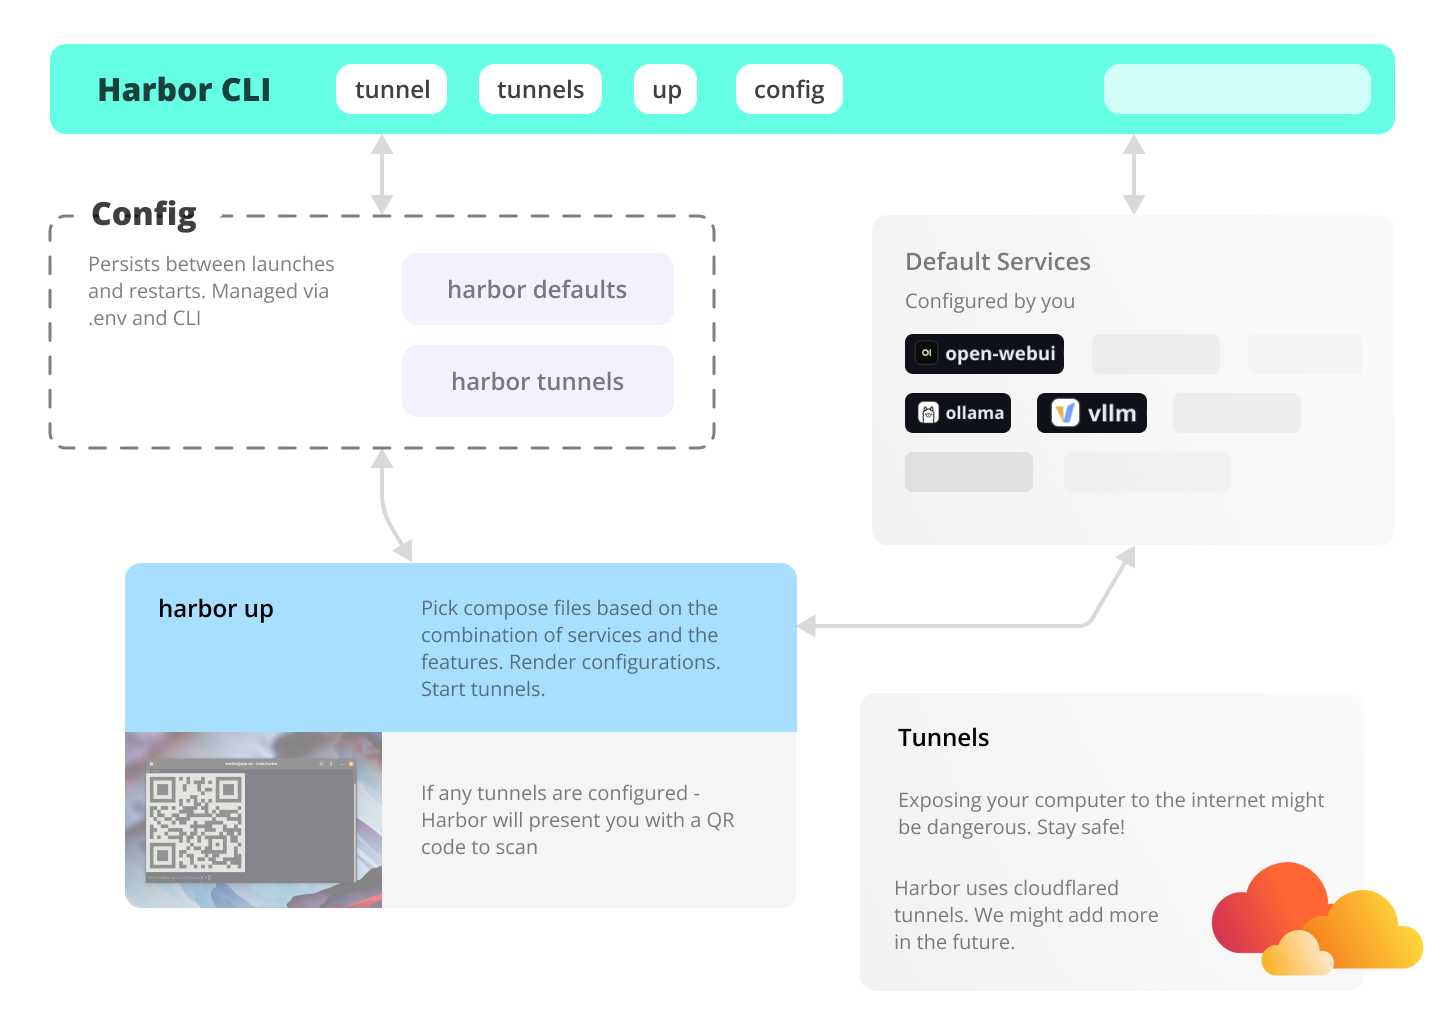 Harbor CLI
tunnel
tunnels
up
config
Config
Persists between launches
and restarts. Managed via
.env and CLI
harbor defaults
harbor tunnels
Default Services
Configured by you
OI open-webui
ollama
vllm
harbor up
Pick compose files based on the
combination of services and the
features. Render configurations.
Start tunnels.
If any tunnels are configured -
Harbor will present you with a QR
code to scan
Tunnels
Exposing your computer to the internet might
be dangerous. Stay safe!
Harbor uses cloudflared
tunnels. We might add more
in the future.